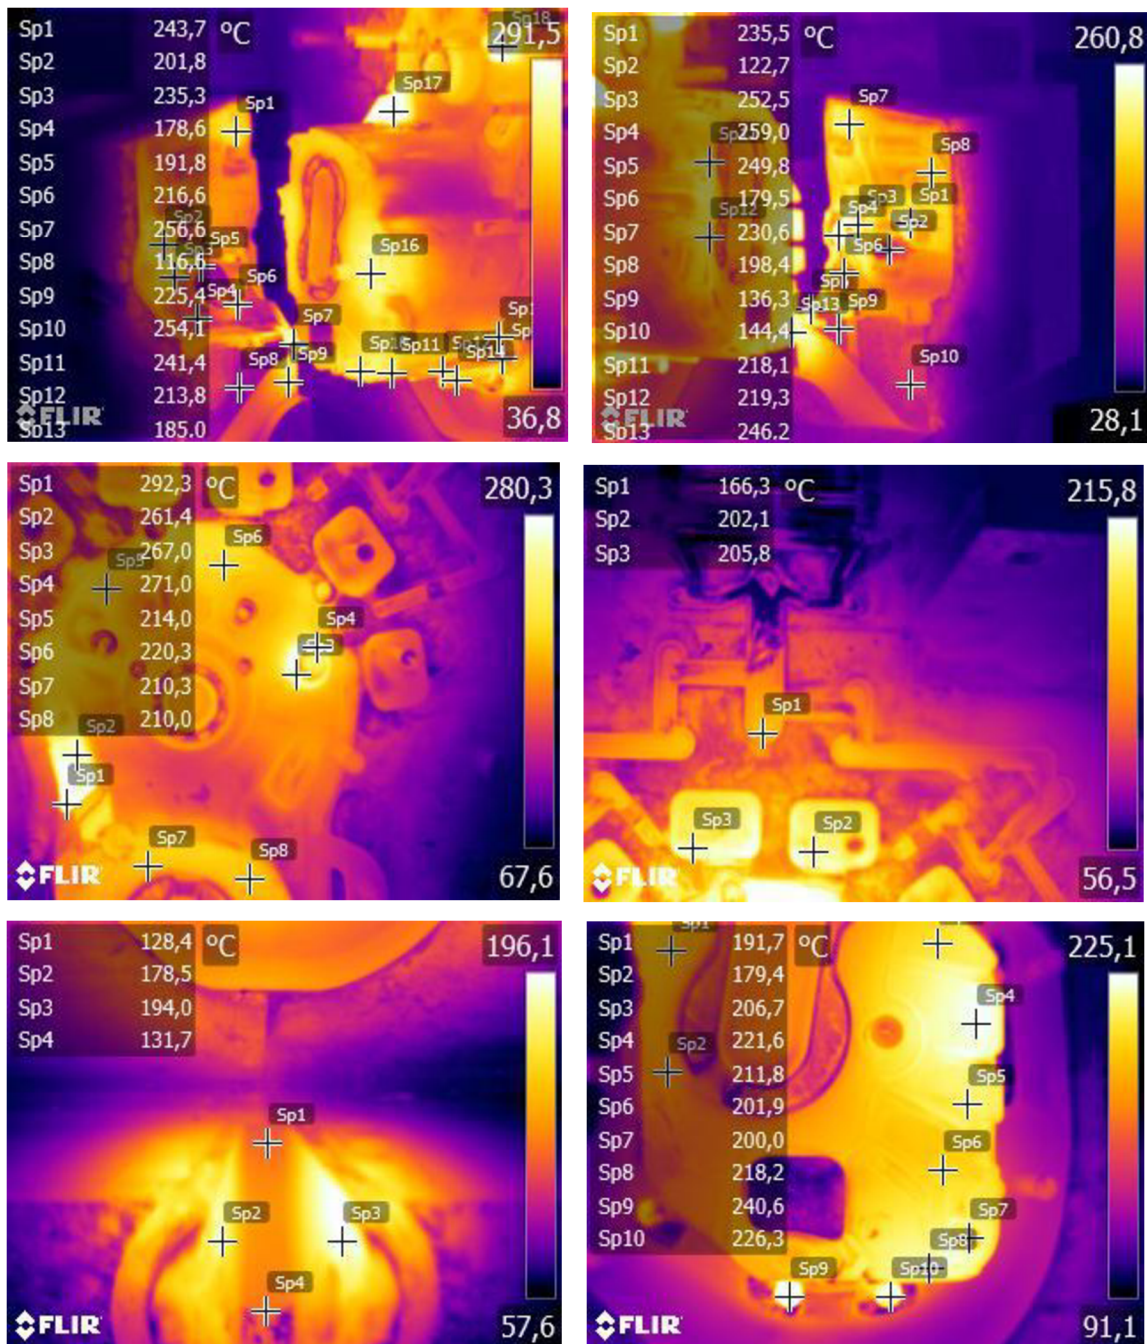 Sp1 243,7 °C 291,5
Sp2 201,8
Sp3 235,3
Sp4 178,6
Sp5 191,8
Sp6 216,6
Sp7 256,6
Sp8 116,6
Sp9 225,4
Sp10 254,1
Sp11 241,4
Sp12 213,8
Sp13 185.0
Sp18
Sp17
Sp1
Sp2
Sp5
Sp16
Sp6
Sp4
Sp7
Sp9
Sp8
Sp11
Sp14
FLIR
36,8
Sp1 235,5 °C 260,8
Sp2 122,7
Sp3 252,5
Sp4 259,0
Sp5 249,8
Sp6 179,5
Sp7 230,6
Sp8 198,4
Sp9 136,3
Sp10 144,4
Sp11 218,1
Sp12 219,3
Sp13 246.2
Sp7
Sp8
Sp3
Sp1
Sp4
Sp2
Sp12
Sp6
Sp13
Sp9
Sp10
FLIR
28,1
Sp1 292,3 °C 280,3
Sp2 261,4
Sp3 267,0
Sp4 271,0
Sp5 214,0
Sp6 220,3
Sp7 210,3
Sp8 210,0
Sp6
Sp5
Sp4
Sp2
Sp1
Sp7
Sp8
FLIR
67,6
Sp1 166,3 °C 215,8
Sp2 202,1
Sp3 205,8
Sp1
Sp3
Sp2
FLIR
56,5
Sp1 128,4 °C 196,1
Sp2 178,5
Sp3 194,0
Sp4 131,7
Sp1
Sp2
Sp3
Sp4
FLIR
57,6
Sp1 191,7 °C 225,1
Sp2 179,4
Sp3 206,7
Sp4 221,6
Sp5 211,8
Sp6 201,9
Sp7 200,0
Sp8 218,2
Sp9 240,6
Sp10 226,3
Sp1
Sp4
Sp2
Sp5
Sp6
Sp7
Sp8
Sp9
Sp10
FLIR
91,1